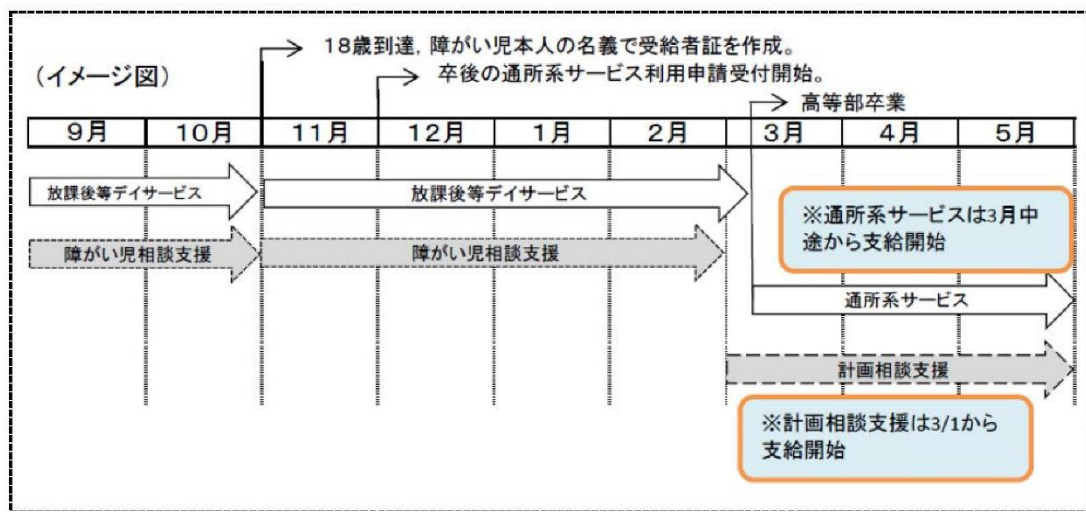 18歳到達，障がい児本人の名義で受給者証を作成。
（イメージ図）
卒後の通所系サービス利用申請受付開始。
高等部卒業
9月 10月 11月 12月 1月 2月 3月 4月 5月
放課後等デイサービス 放課後等デイサービス
※通所系サービスは3月中
途から支給開始
障がい児相談支援 障がい児相談支援
通所系サービス
計画相談支援
※計画相談支援は3/1から
支給開始